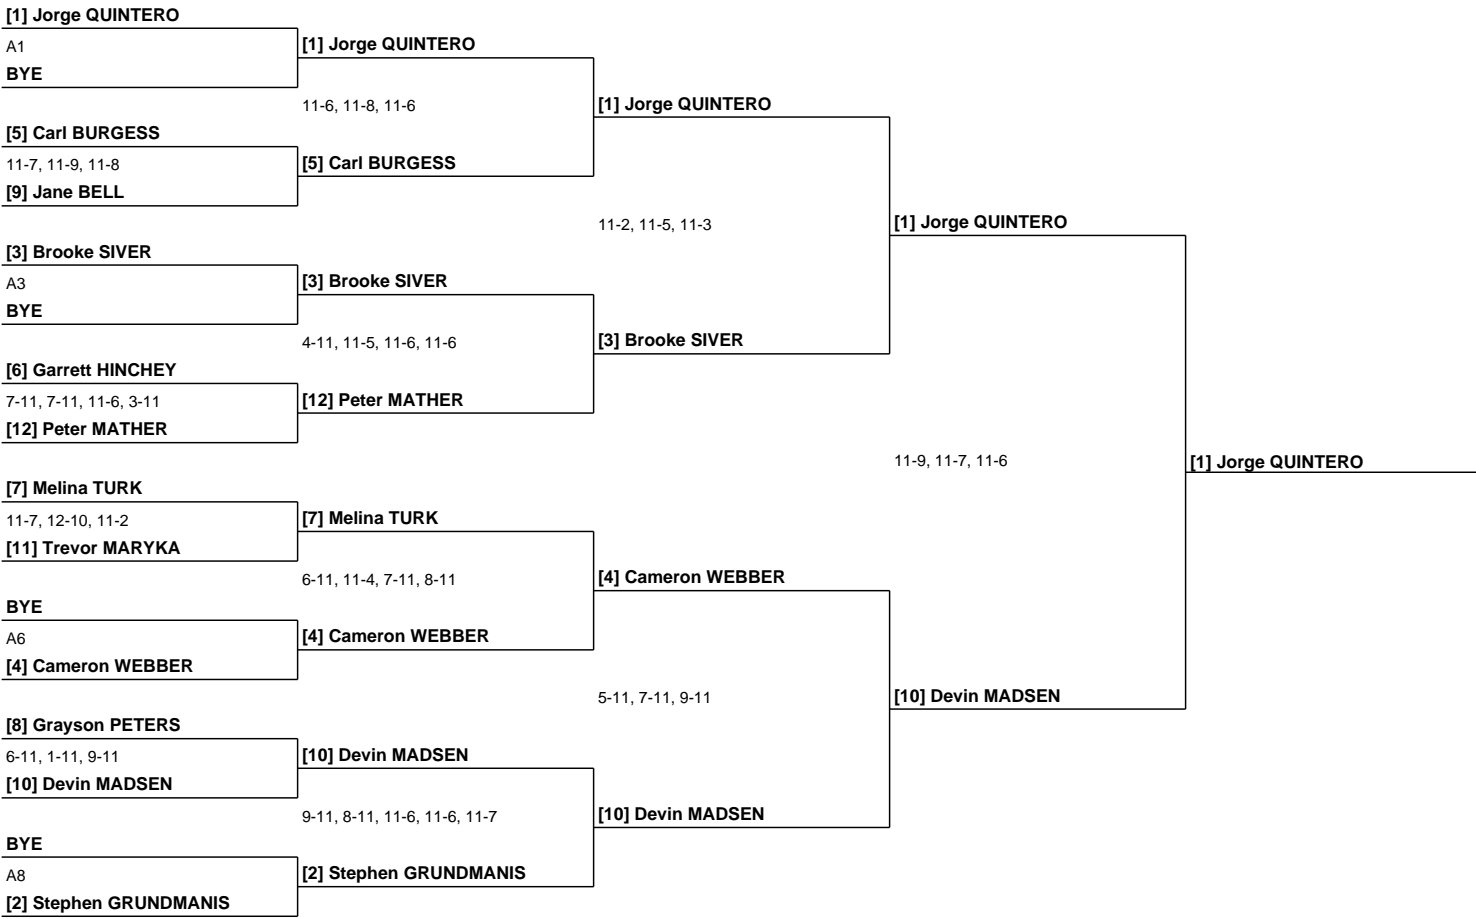 [1] Jorge QUINTERO
A1
BYE
[5] Carl BURGESS
11-7, 11-9, 11-8
[9] Jane BELL
[3] Brooke SIVER
A3
BYE
[6] Garrett HINCHEY
7-11, 7-11, 11-6, 3-11
[12] Peter MATHER
[7] Melina TURK
11-7, 12-10, 11-2
[11] Trevor MARYKA
BYE
A6
[4] Cameron WEBBER
[8] Grayson PETERS
6-11, 1-11, 9-11
[10] Devin MADSEN
BYE
A8
[2] Stephen GRUNDMANIS
[1] Jorge QUINTERO
11-6, 11-8, 11-6
[5] Carl BURGESS
[3] Brooke SIVER
4-11, 11-5, 11-6, 11-6
[12] Peter MATHER
[7] Melina TURK
6-11, 11-4, 7-11, 8-11
[4] Cameron WEBBER
[10] Devin MADSEN
9-11, 8-11, 11-6, 11-6, 11-7
[2] Stephen GRUNDMANIS
[1] Jorge QUINTERO
11-2, 11-5, 11-3
[3] Brooke SIVER
[4] Cameron WEBBER
5-11, 7-11, 9-11
[10] Devin MADSEN
[1] Jorge QUINTERO
11-9, 11-7, 11-6
[10] Devin MADSEN
[1] Jorge QUINTERO